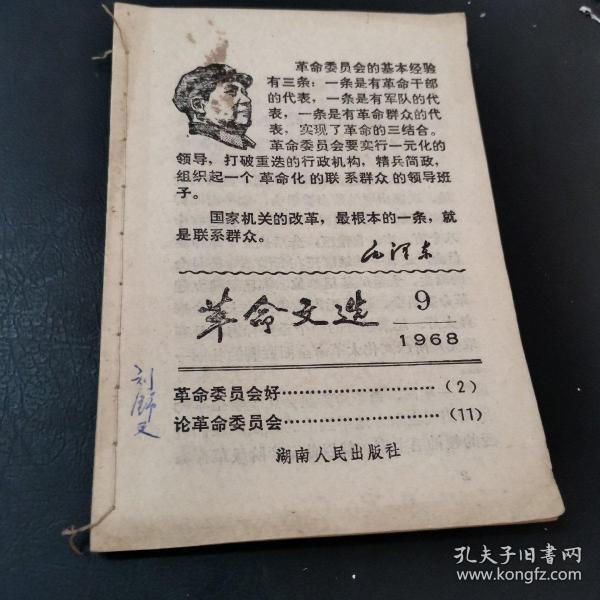 革命委员会的基本经验
有三条：一条是有革命干部
的代表，一条是有军队的代
表，一条是有革命群众的代
表，实现了革命的三结合。
革命委员会要实行一元化的
领导，打破重迭的行政机构，精兵简政，
组织起一个革命化的联系群众的领导班
子。
国家机关的改革，最根本的一条，就
是联系群众。
毛泽东
革命文选
9
1968
革命委员会好……………………（2）
论革命委员会……………………（11）
湖南人民出版社
孔夫子旧书网
www.kongfz.com